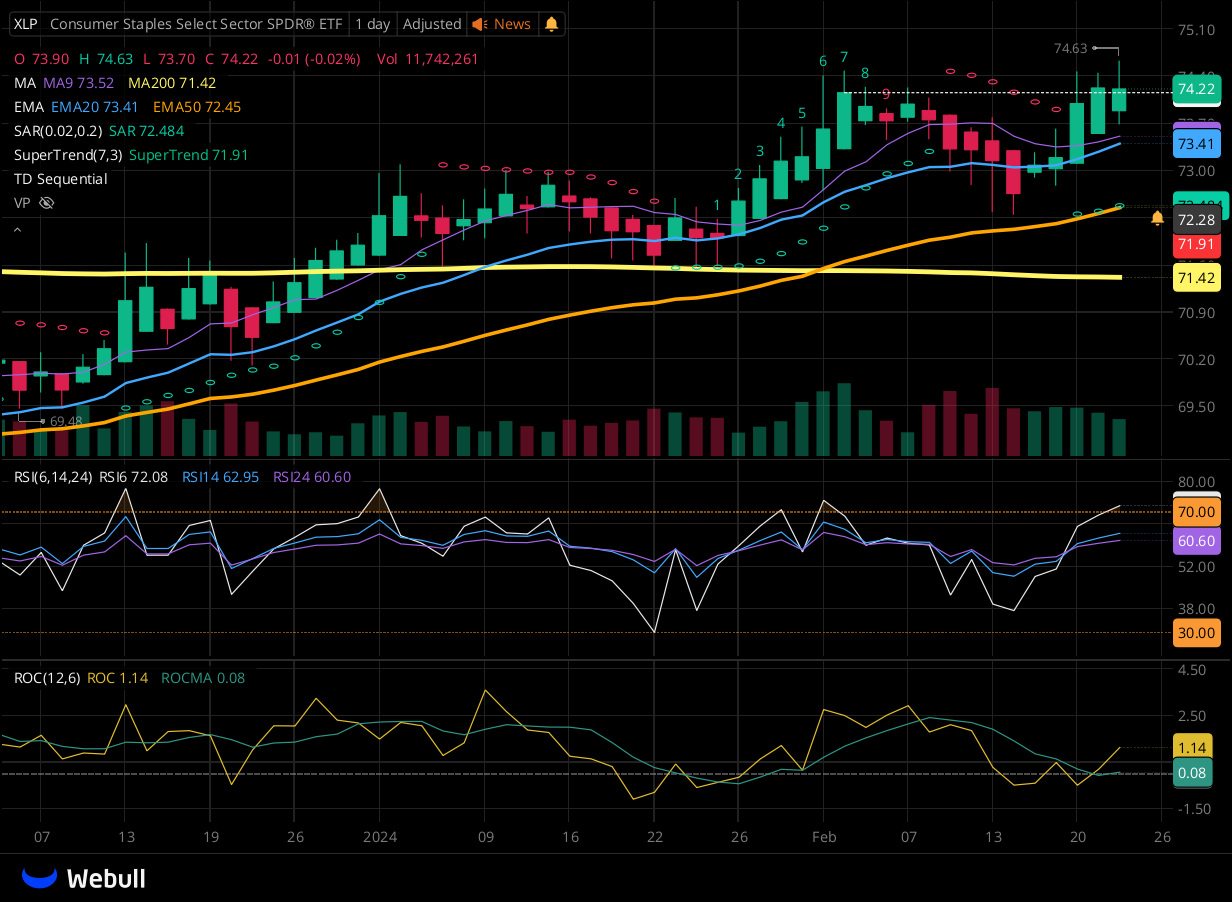 XLP Consumer Staples Select Sector SPDR® ETF 1 day Adjusted News
O 73.90 H 74.63 L 73.70 C 74.22 -0.01 (-0.02%) Vol 11,742,261
MA MA9 73.52 MA200 71.42
EMA EMA20 73.41 EMA50 72.45
SAR(0.02,0.2) SAR 72.484
SuperTrend(7,3) SuperTrend 71.91
TD Sequential
VP
74.63
1 2 3 4 5 6 7 8 9
69.48
75.10
74.22
73.41
73.00
72.28
71.91
71.42
70.90
70.20
69.50
RSI(6,14,24) RSI6 72.08 RSI14 62.95 RSI24 60.60
80.00
70.00
60.60
52.00
38.00
30.00
ROC(12,6) ROC 1.14 ROCMA 0.08
4.50
2.50
1.14
0.08
-1.50
07 13 19 26 2024 09 16 22 26 Feb 07 13 20 26
Webull